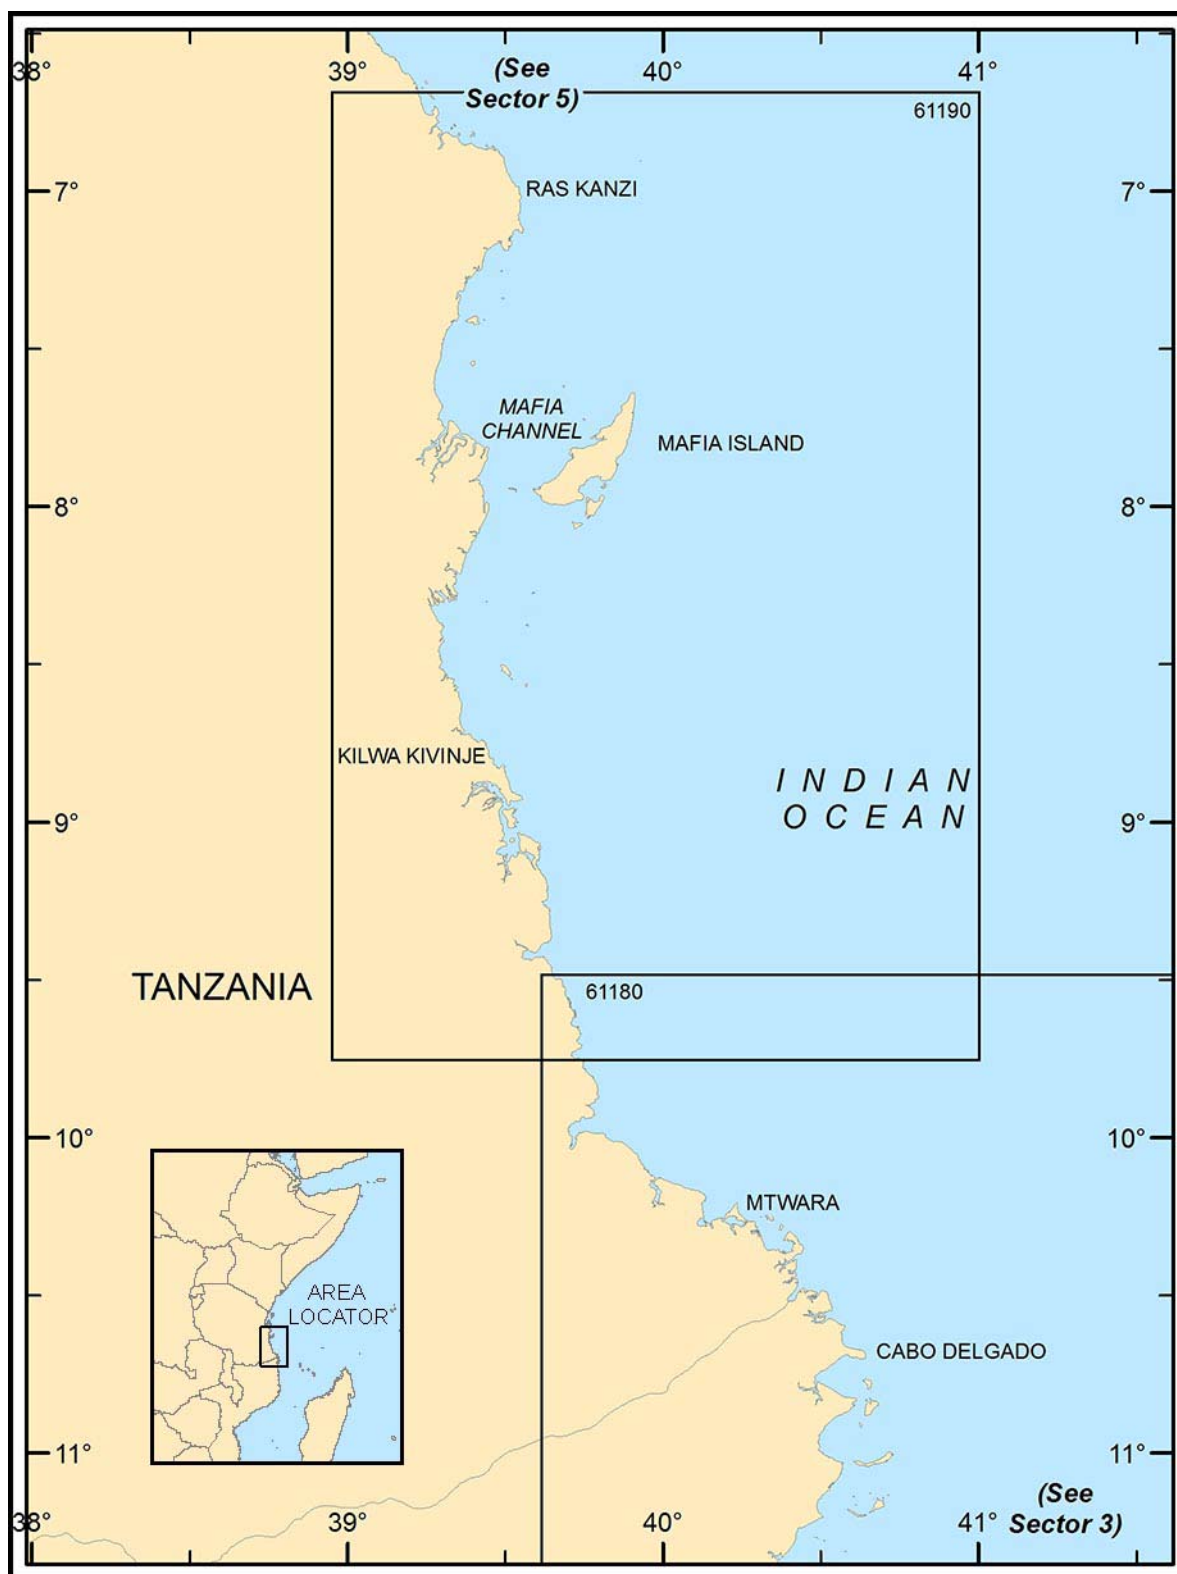 38°
39°
(See
Sector 5)
40°
41°
61190
7°
RAS KANZI
7°
MAFIA
CHANNEL
MAFIA ISLAND
8°
8°
KILWA KIVINJE
INDIAN
OCEAN
9°
9°
TANZANIA
61180
10°
10°
MTWARA
AREA
LOCATOR
CABO DELGADO
11°
11°
(See
Sector 3)
38°
39°
40°
41°